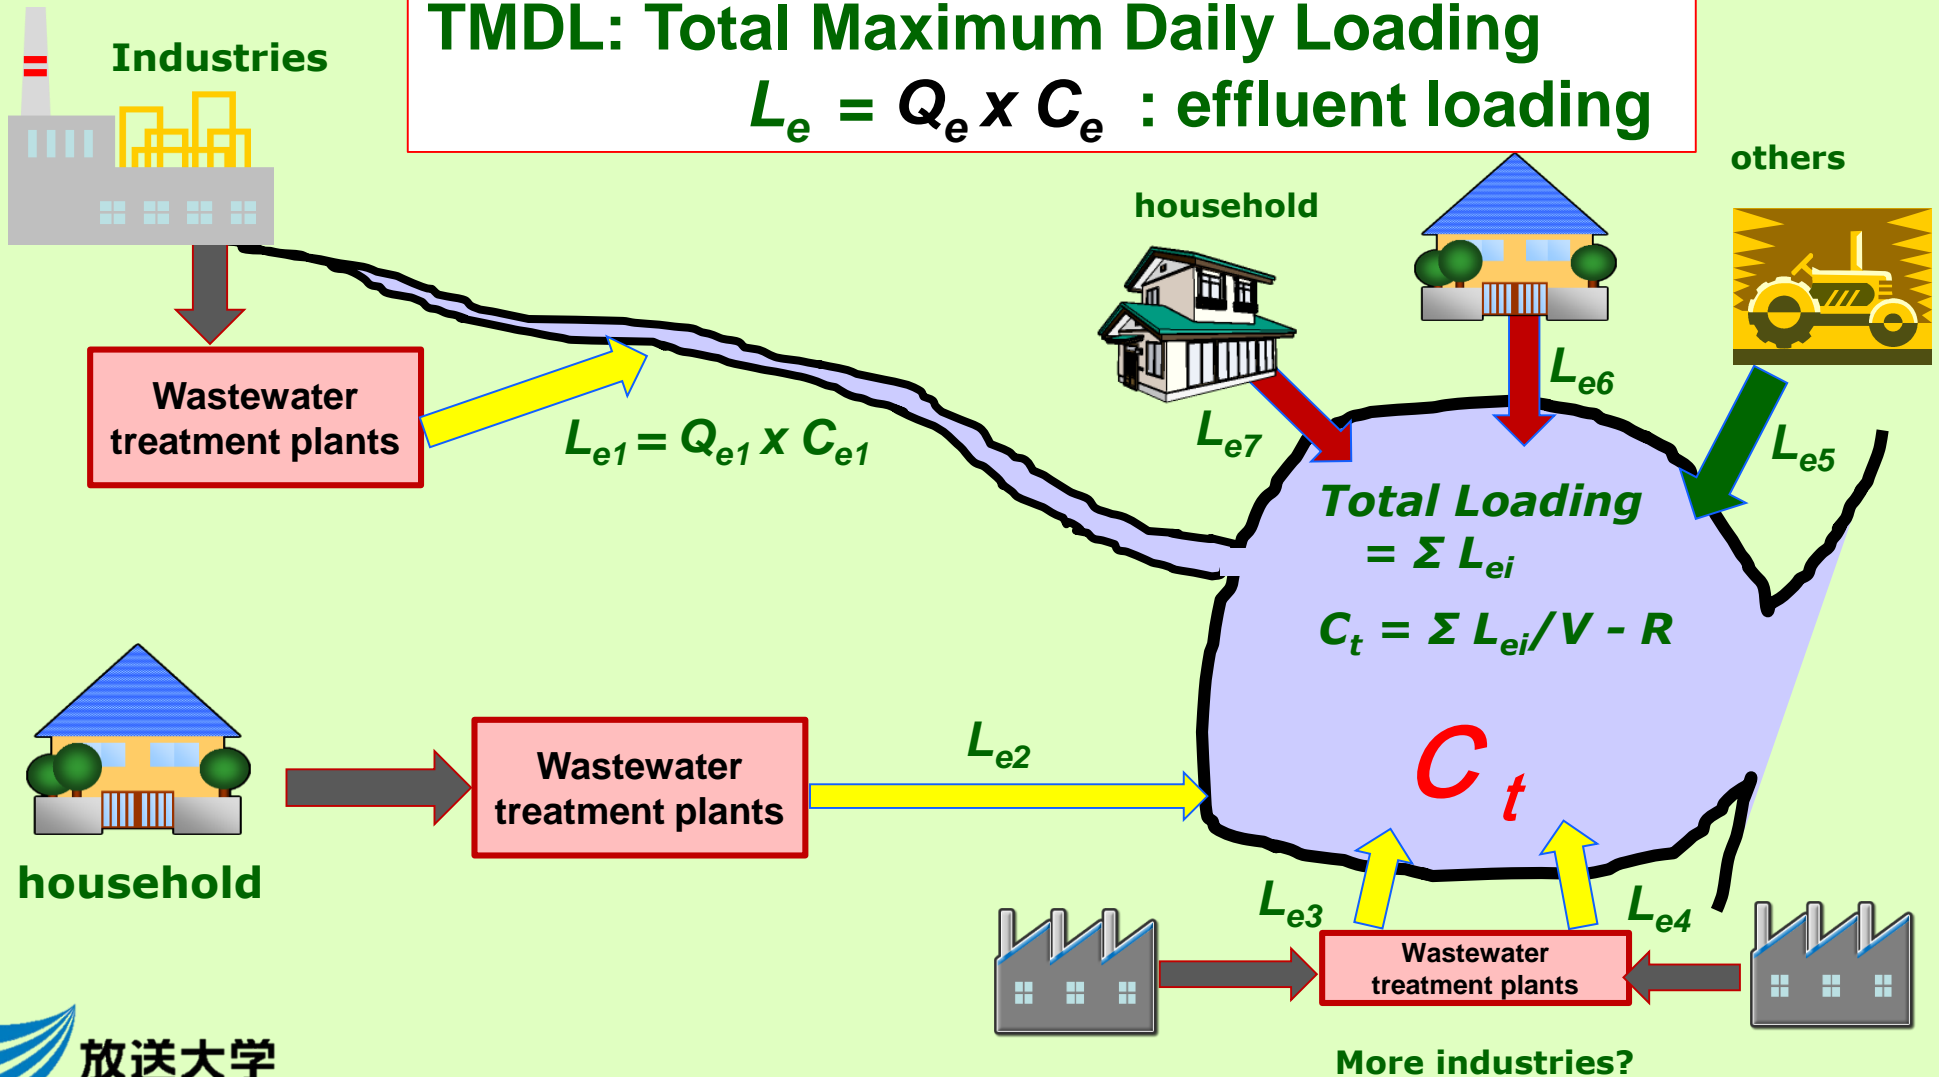 TMDL: Total Maximum Daily Loading
Le = Qe x Ce : effluent loading
Industries
others
household
Wastewater
treatment plants
Le1 = Qe1 x Ce1
Le7
Le6
Le5
Total Loading
= Σ Lei
Ct = Σ Lei/V - R
Ct
household
Wastewater
treatment plants
Le2
Le3
Le4
Wastewater
treatment plants
More industries?
放送大学